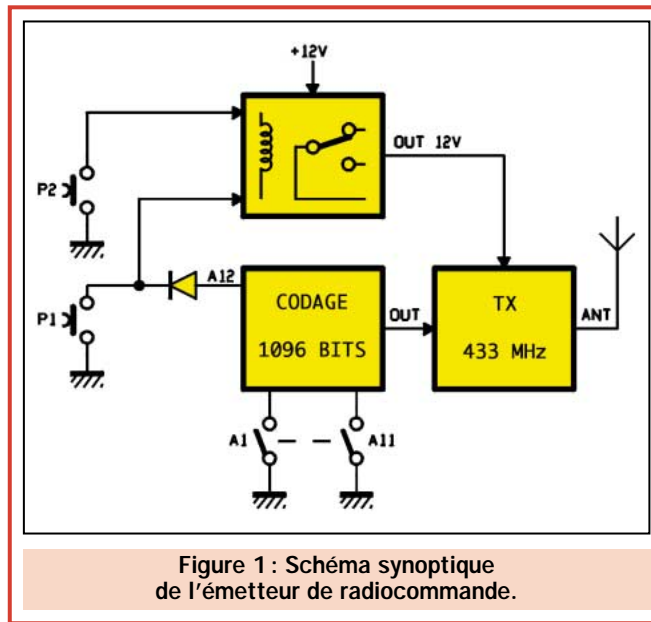 +12V
OUT 12V
P2
A12
P1
CODAGE
1096 BITS
OUT
TX
433 MHz
ANT
A1
A11
Figure 1 : Schéma synoptique
de l'émetteur de radiocommande.